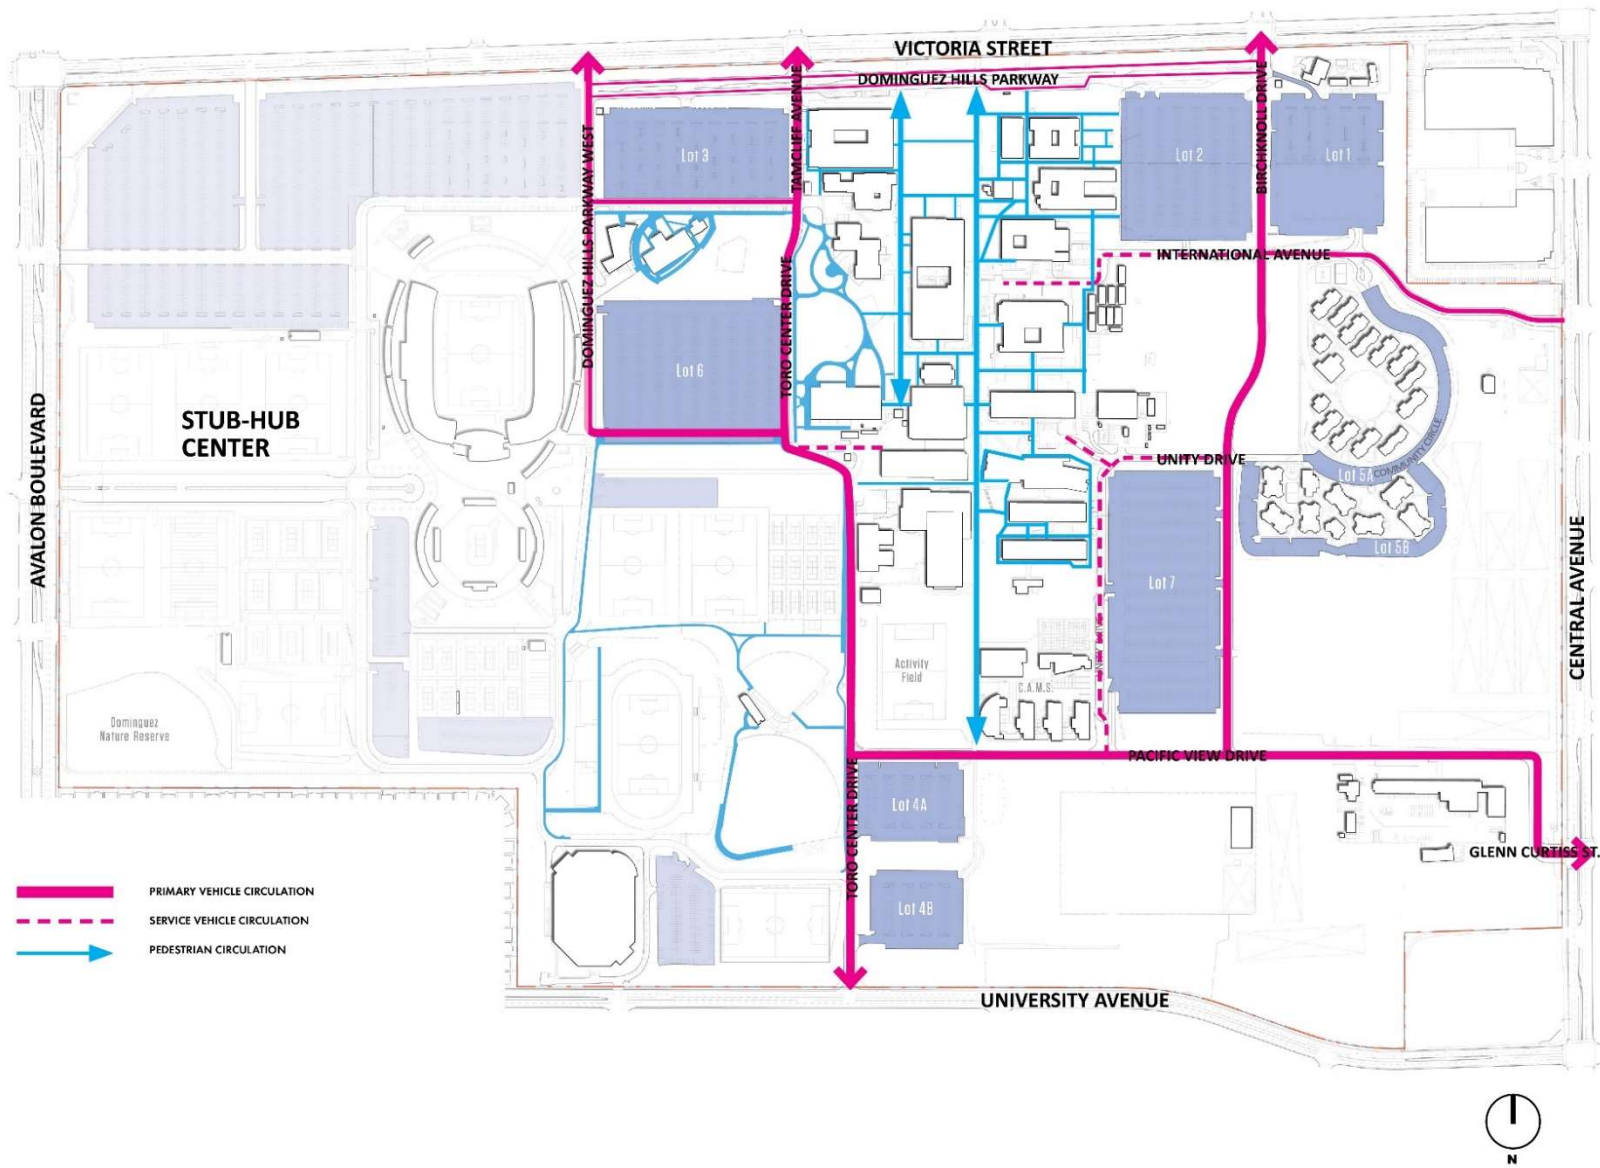 VICTORIA STREET
DOMINGUEZ HILLS PARKWAY
DOMINGUEZ HILLS PARKWAY WEST
TAMCLIFF AVENUE
BIRCHKNOLL DRIVE
Lot 3
Lot 2
Lot 1
INTERNATIONAL AVENUE
TORO CENTER DRIVE
Lot 6
STUB-HUB
CENTER
AVALON BOULEVARD
UNITY DRIVE
COMMUNITY CIRCLE
Lot 5A
Lot 5B
Lot 7
CENTRAL AVENUE
Activity
Field
C.A.M.S.
Dominguez
Nature Reserve
PACIFIC VIEW DRIVE
TORO CENTER DRIVE
Lot 4A
GLENN CURTISS ST.
Lot 4B
PRIMARY VEHICLE CIRCULATION
SERVICE VEHICLE CIRCULATION
PEDESTRIAN CIRCULATION
UNIVERSITY AVENUE
N